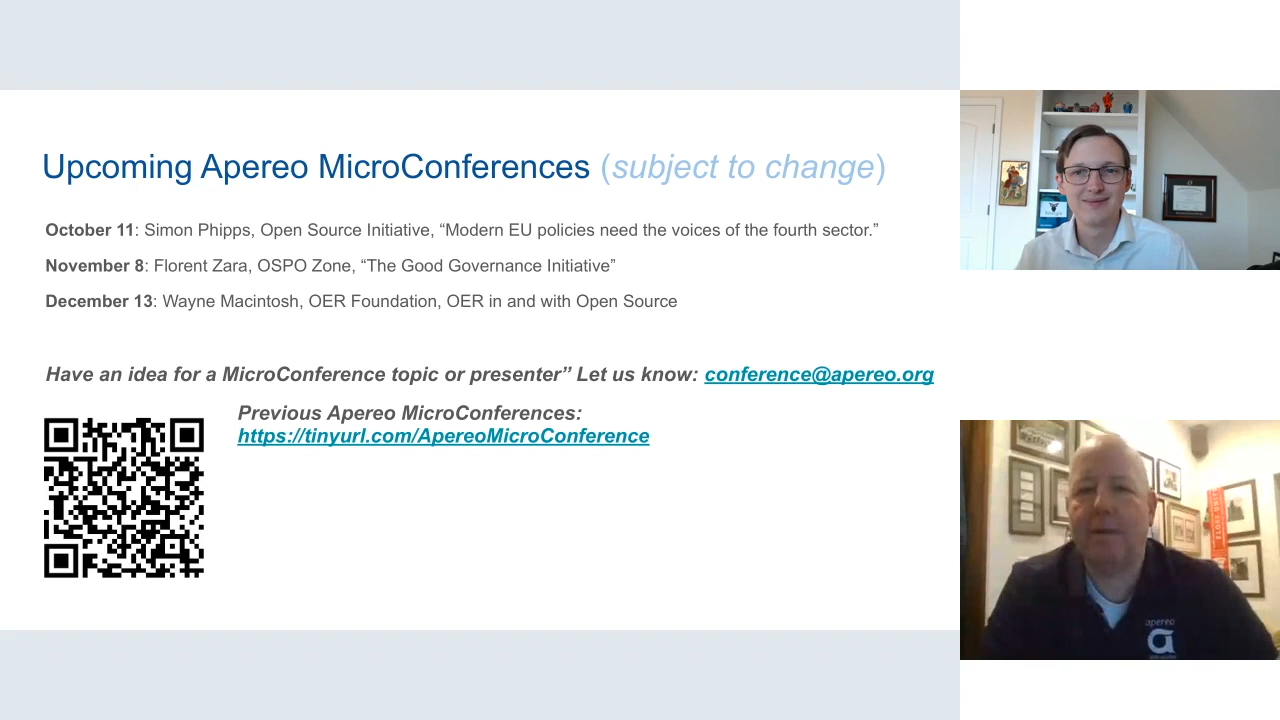 Upcoming Apereo MicroConferences (subject to change)
October 11: Simon Phipps, Open Source Initiative, “Modern EU policies need the voices of the fourth sector.”
November 8: Florent Zara, OSPO Zone, “The Good Governance Initiative”
December 13: Wayne Macintosh, OER Foundation, OER in and with Open Source
Have an idea for a MicroConference topic or presenter” Let us know: conference@apereo.org
Previous Apereo MicroConferences:
https://tinyurl.com/ApereoMicroConference
apereo